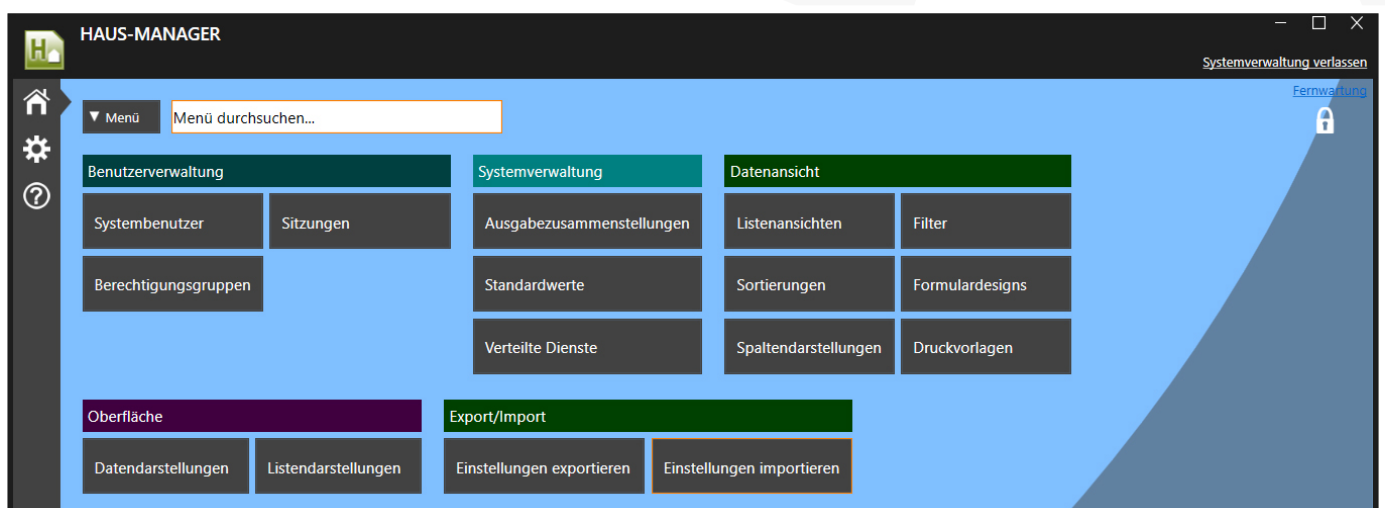 HAUS-MANAGER
Systemverwaltung verlassen
Fernwartung
Menü
Menü durchsuchen...
Benutzerverwaltung
Systemverwaltung
Datenansicht
Systembenutzer
Sitzungen
Ausgabezusammenstellungen
Listenansichten
Filter
Berechtigungsgruppen
Standardwerte
Sortierungen
Formulardesigns
Verteilte Dienste
Spaltendarstellungen
Druckvorlagen
Oberfläche
Export/Import
Datendarstellungen
Listendarstellungen
Einstellungen exportieren
Einstellungen importieren